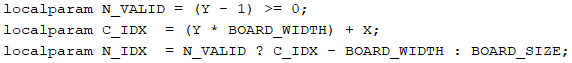 localparam N_VALID = (Y - 1) >= 0;
localparam C_IDX  = (Y * BOARD_WIDTH) + X;
localparam N_IDX  = N_VALID ? C_IDX - BOARD_WIDTH : BOARD_SIZE;